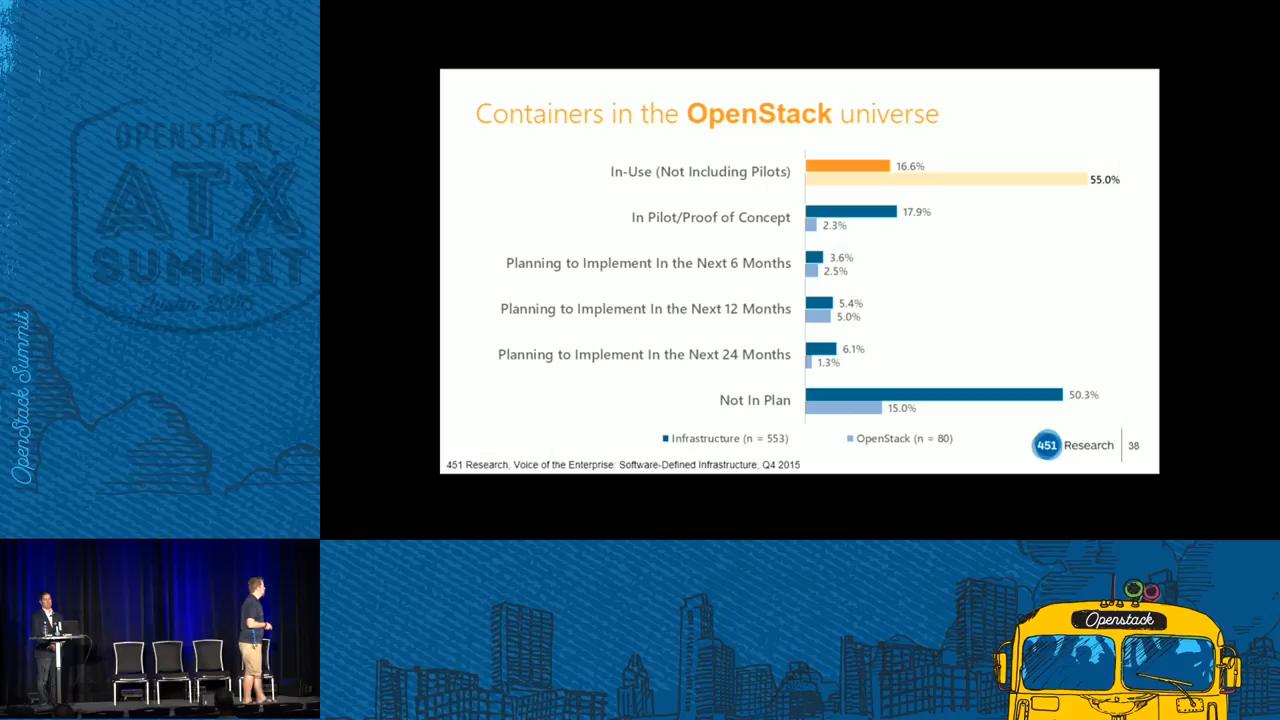 OPENSTACK
ATX
SUMMIT
OpenStack Summit
Containers in the OpenStack universe
In-Use (Not Including Pilots)
16.6%
55.0%
In Pilot/Proof of Concept
17.9%
2.3%
Planning to Implement In the Next 6 Months
3.6%
2.5%
Planning to Implement In the Next 12 Months
5.4%
5.0%
Planning to Implement In the Next 24 Months
6.1%
1.3%
Not In Plan
50.3%
15.0%
Infrastructure (n = 553)
OpenStack (n = 80)
451 Research
38
451 Research, Voice of the Enterprise: Software-Defined Infrastructure, Q4 2015
Openstack